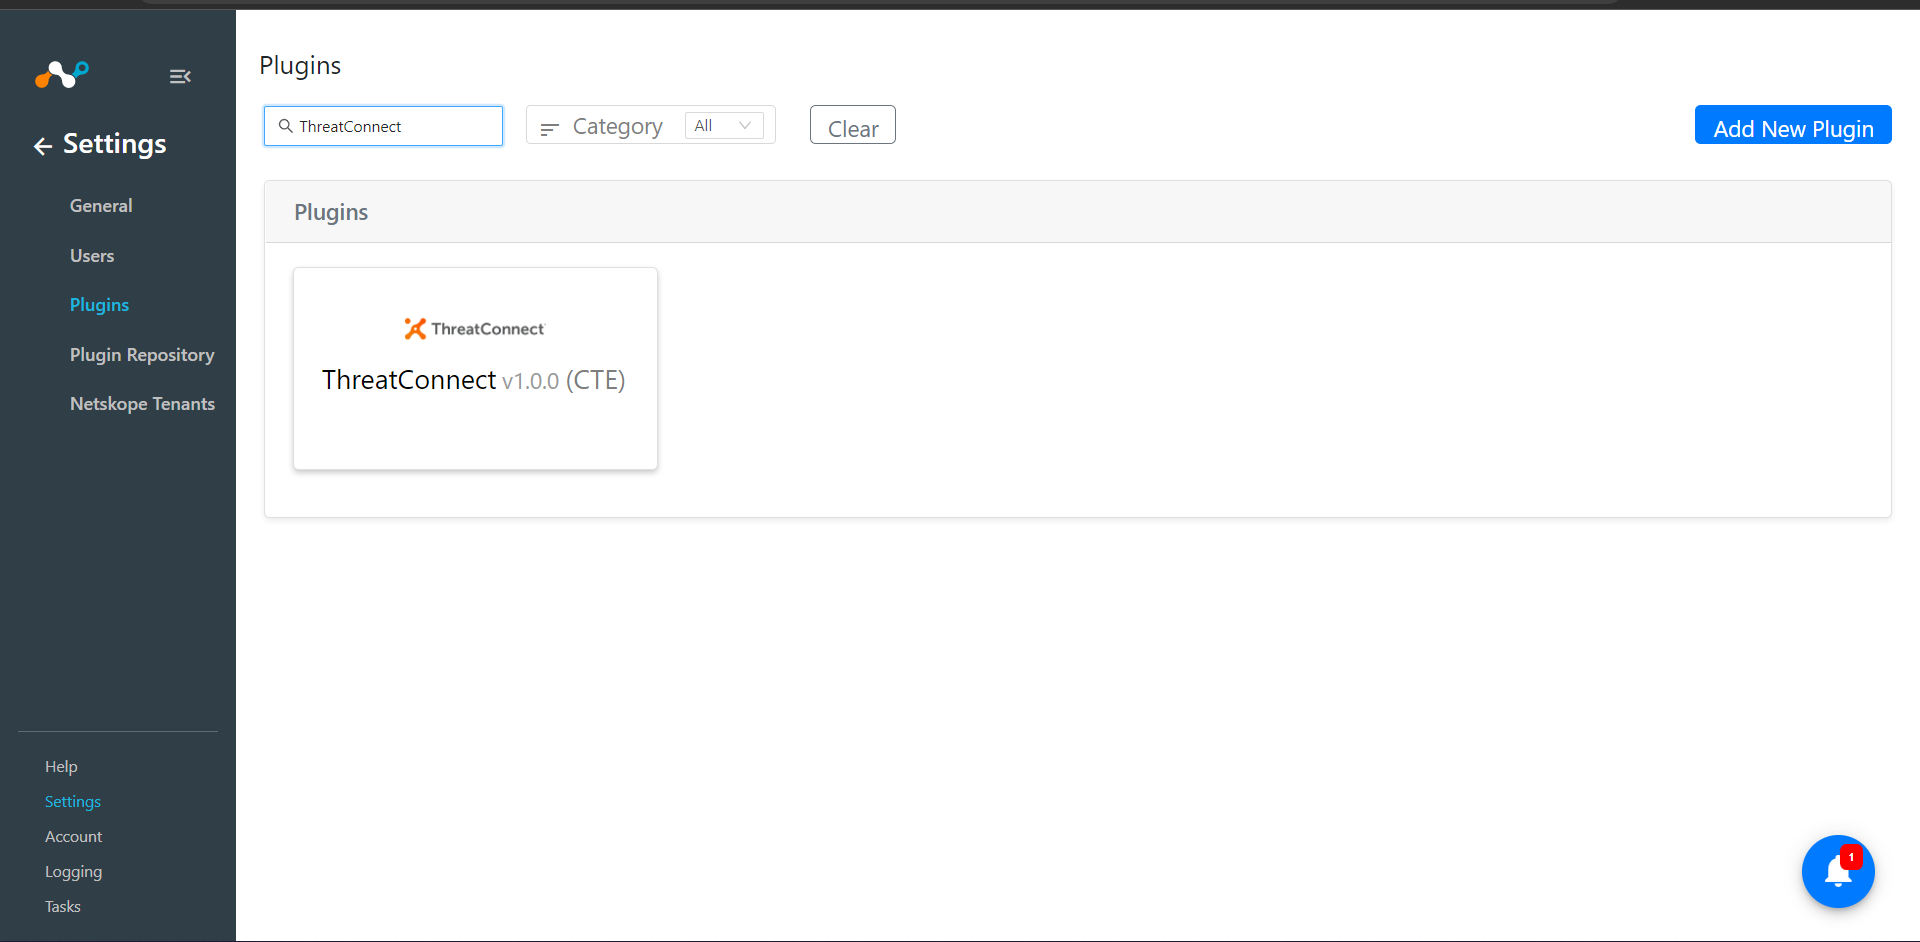 Settings
General
Users
Plugins
Plugin Repository
Netskope Tenants
Help
Settings
Account
Logging
Tasks
Plugins
ThreatConnect
Category
All
Clear
Add New Plugin
Plugins
ThreatConnect
ThreatConnect v1.0.0 (CTE)
1